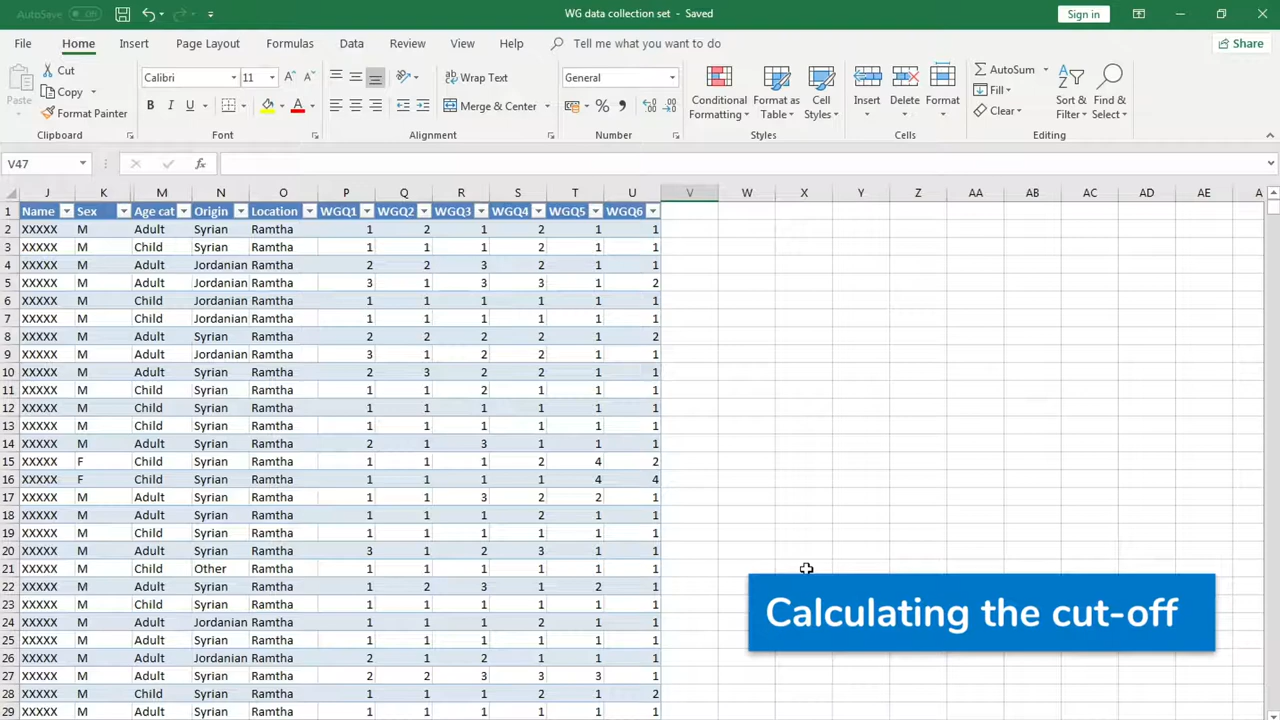 AutoSave Off WG data collection set - Saved Sign in
File Home Insert Page Layout Formulas Data Review View Help Tell me what you want to do Share
Paste Cut Copy Format Painter Clipboard
Calibri 11 B I U A Font
Wrap Text Merge & Center Alignment
General % , Number
Conditional Formatting Format as Table Cell Styles Styles
Insert Delete Format Cells
AutoSum Fill Clear Sort & Filter Find & Select Editing
V47 fx
J K M N O P Q R S T U V W X Y Z AA AB AC AD AE A
1 Name Sex Age cat Origin Location WGQ1 WGQ2 WGQ3 WGQ4 WGQ5 WGQ6
2 XXXXX M Adult Syrian Ramtha 1 2 1 2 1 1
3 XXXXX M Child Syrian Ramtha 1 1 1 2 1 1
4 XXXXX M Adult Jordanian Ramtha 2 2 3 2 1 1
5 XXXXX M Adult Jordanian Ramtha 3 1 3 3 1 2
6 XXXXX M Child Jordanian Ramtha 1 1 1 1 1 1
7 XXXXX M Child Jordanian Ramtha 1 1 1 1 1 1
8 XXXXX M Adult Syrian Ramtha 2 2 2 2 1 2
9 XXXXX M Adult Jordanian Ramtha 3 1 2 2 1 1
10 XXXXX M Adult Syrian Ramtha 2 3 2 2 1 1
11 XXXXX M Child Syrian Ramtha 1 1 2 1 1 1
12 XXXXX M Child Syrian Ramtha 1 1 1 1 1 1
13 XXXXX M Child Syrian Ramtha 1 1 1 1 1 1
14 XXXXX M Adult Syrian Ramtha 2 1 3 1 1 1
15 XXXXX F Child Syrian Ramtha 1 1 1 2 4 2
16 XXXXX F Child Syrian Ramtha 1 1 1 1 4 4
17 XXXXX M Adult Syrian Ramtha 1 1 3 2 2 1
18 XXXXX M Adult Syrian Ramtha 1 1 1 2 1 1
19 XXXXX M Child Syrian Ramtha 1 1 1 1 1 1
20 XXXXX M Adult Syrian Ramtha 3 1 2 3 1 1
21 XXXXX M Child Other Ramtha 1 1 1 1 1 1
22 XXXXX M Adult Syrian Ramtha 1 2 3 1 2 1
23 XXXXX M Child Syrian Ramtha 1 1 1 1 1 1
24 XXXXX M Adult Jordanian Ramtha 1 1 1 2 1 1
25 XXXXX M Adult Syrian Ramtha 1 1 1 1 1 1
26 XXXXX M Adult Jordanian Ramtha 2 1 2 1 1 1
27 XXXXX M Adult Syrian Ramtha 2 2 3 3 3 1
28 XXXXX M Child Syrian Ramtha 1 1 1 2 1 2
29 XXXXX M Adult Syrian Ramtha 1 1 1 1 1 1
Calculating the cut-off